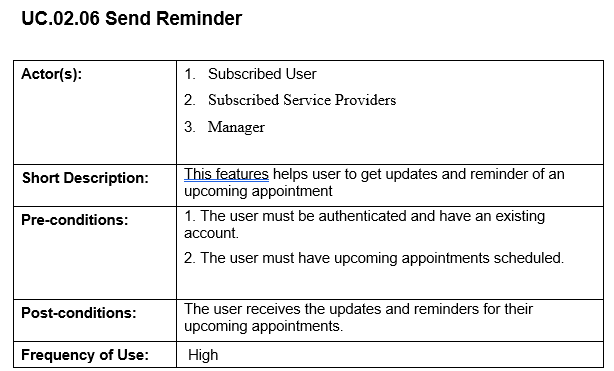 UC.02.06 Send Reminder
Actor(s):
1. Subscribed User
2. Subscribed Service Providers
3. Manager
Short Description:
This features helps user to get updates and reminder of an
upcoming appointment
Pre-conditions:
1. The user must be authenticated and have an existing
account.
2. The user must have upcoming appointments scheduled.
Post-conditions:
The user receives the updates and reminders for their
upcoming appointments.
Frequency of Use:
High